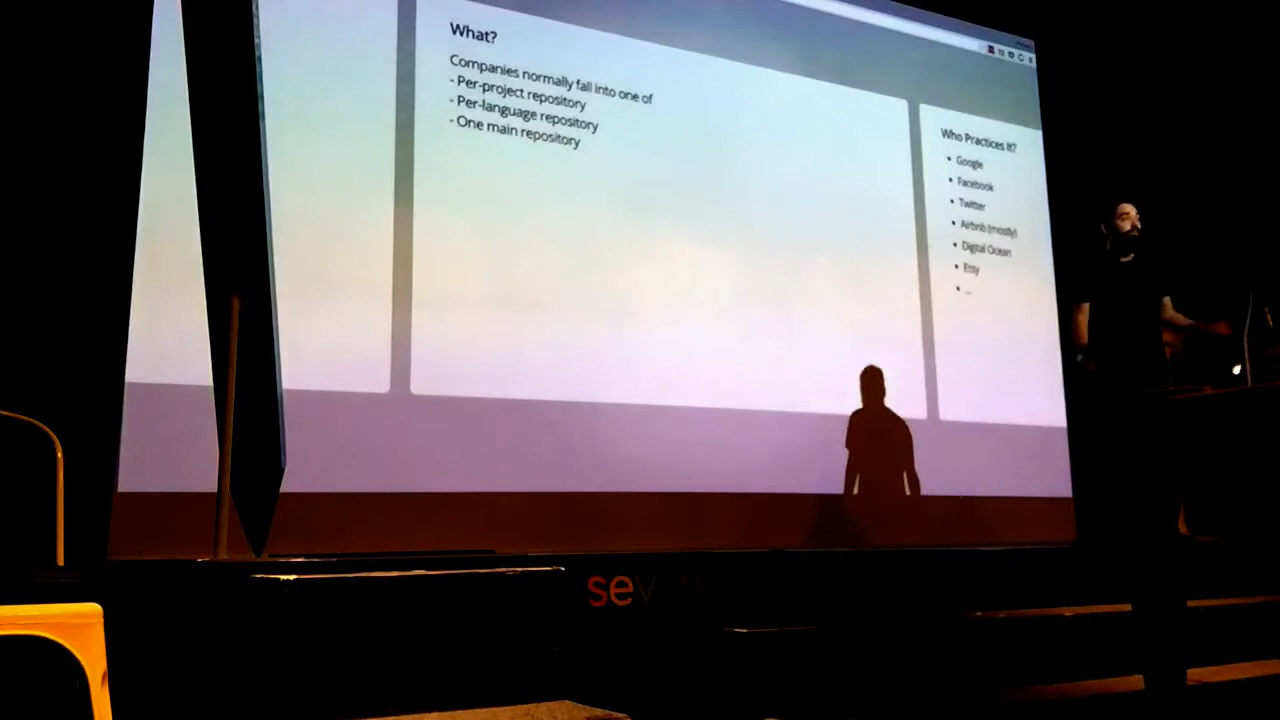 What?
Companies normally fall into one of
- Per-project repository
- Per-language repository
- One main repository
Who Practices It?
• Google
• Facebook
• Twitter
• Airbnb (mostly)
• Digital Ocean
• Etsy
• ...
se